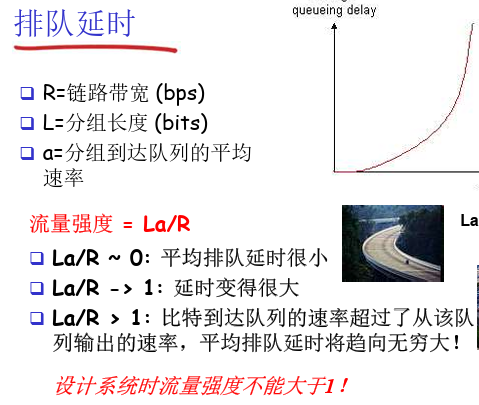 排队延时
queueing delay
R=链路带宽 (bps)
L=分组长度 (bits)
a=分组到达队列的平均
速率
流量强度 = La/R
La/R ~ 0: 平均排队延时很小
La/R -> 1: 延时变得很大
La/R > 1: 比特到达队列的速率超过了从该队
列输出的速率，平均排队延时将趋向无穷大！
设计系统时流量强度不能大于1！
La